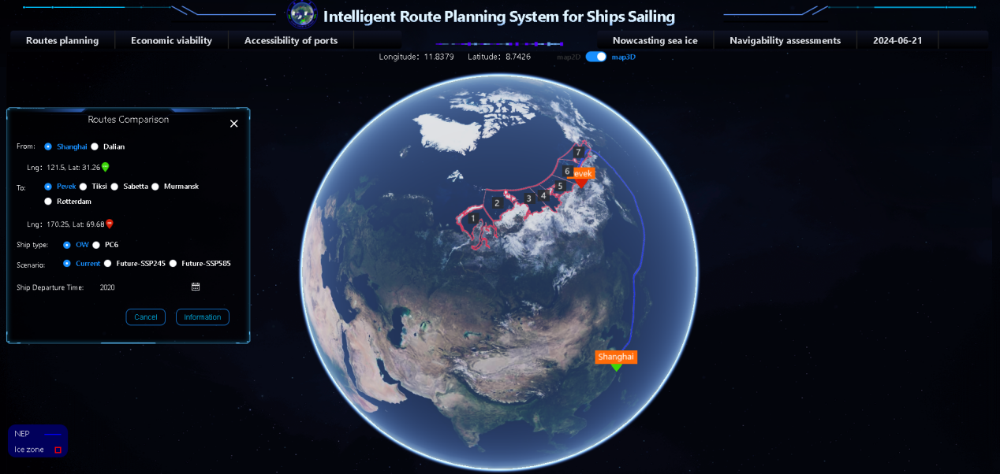 Intelligent Route Planning System for Ships Sailing
Routes planning Economic viability Accessibility of ports Nowcasting sea ice Navigability assessments 2024-06-21
Longitude: 11.8379 Latitude: 8.7426 map2D map3D
Routes Comparison
From: Shanghai Dalian
Lng: 121.5, Lat: 31.26
To: Pevek Tiksi Sabetta Murmansk
Rotterdam
Lng: 170.25, Lat: 69.68
Ship type: OW PC6
Scenario: Current Future-SSP245 Future-SSP585
Ship Departure Time: 2020
Cancel Information
7
6 evek
5
4
3
2
1
Shanghai
NEP
Ice zone